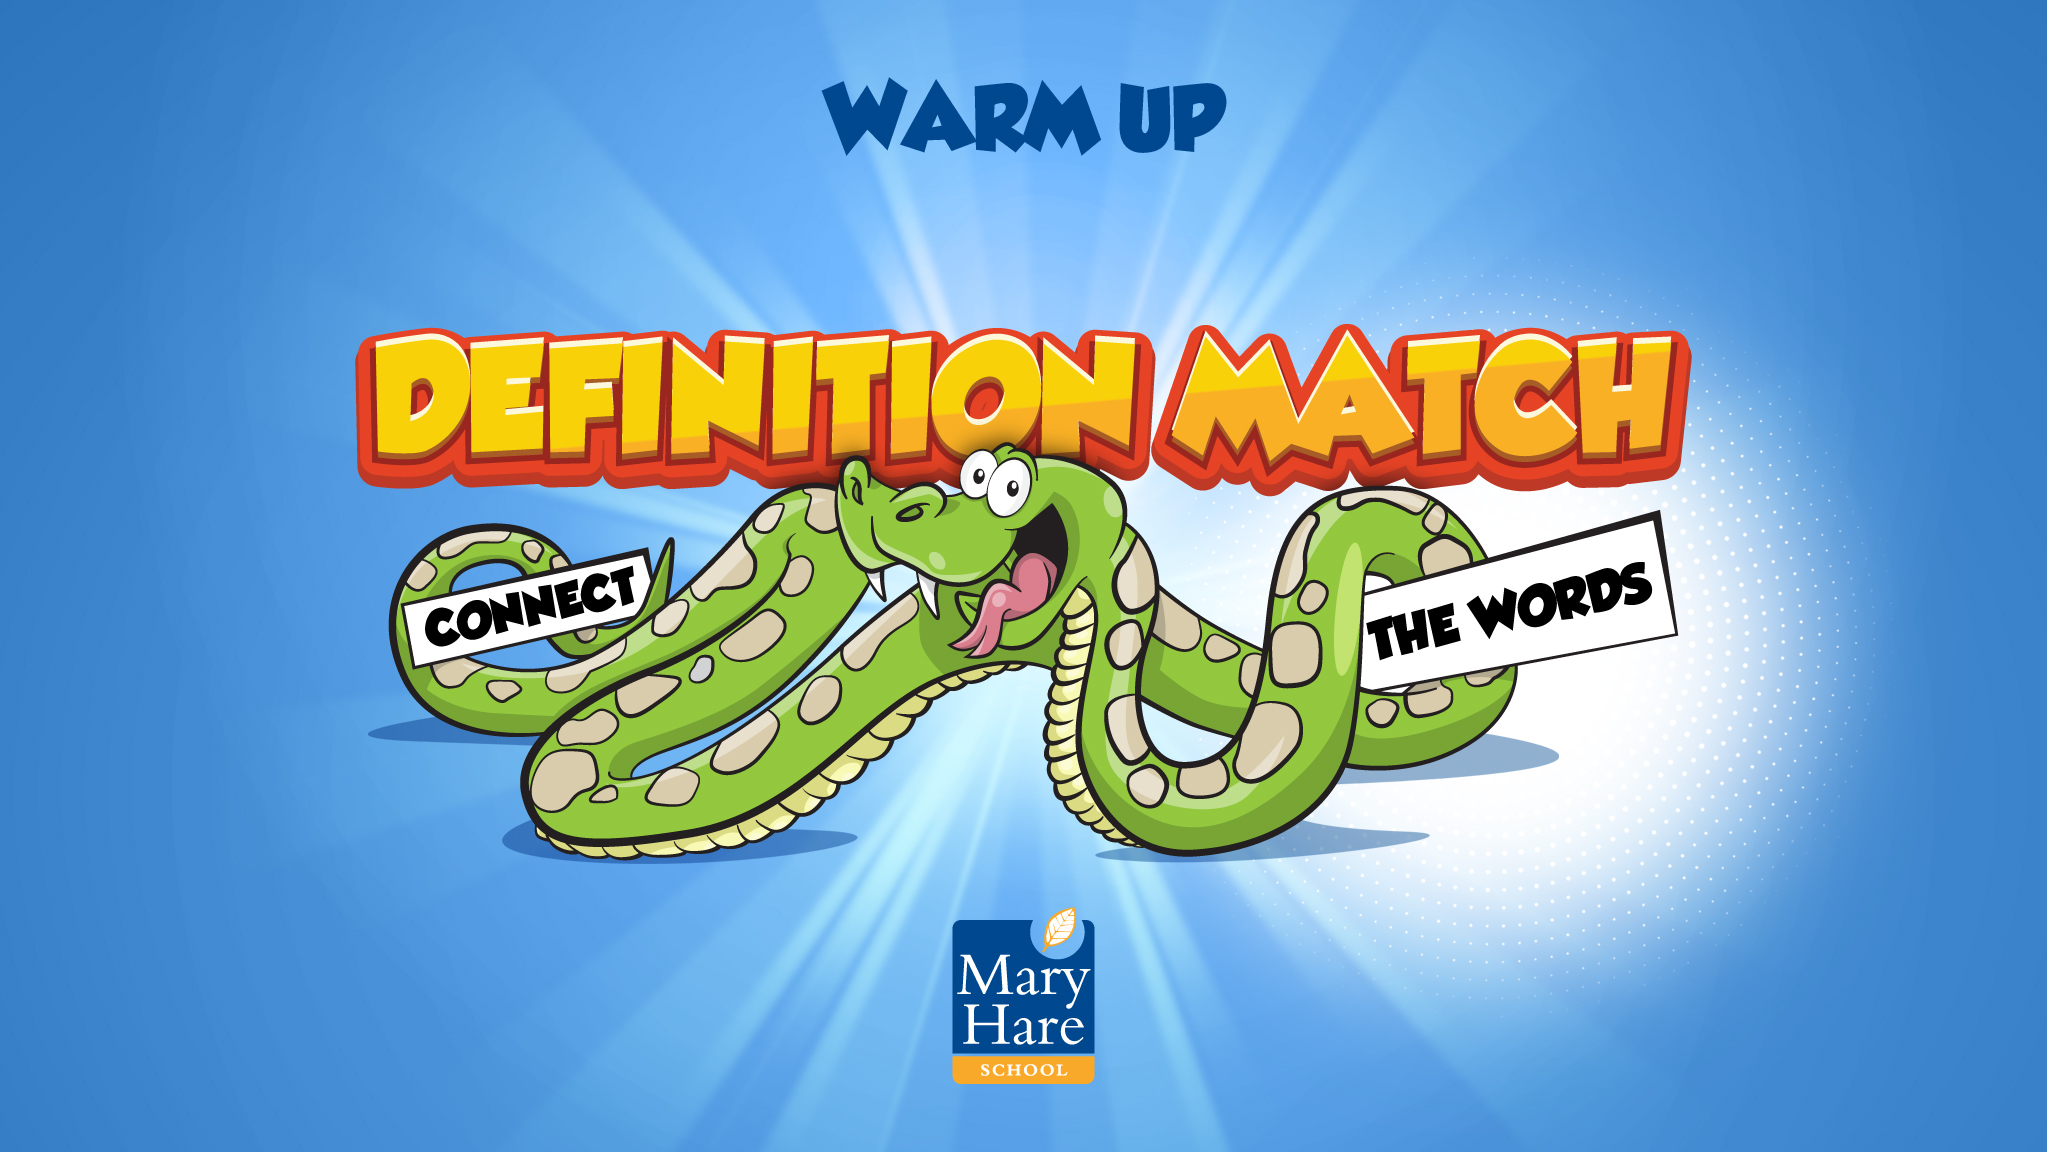 WARM UP
DEFINITION MATCH
CONNECT
THE WORDS
Mary
Hare
SCHOOL